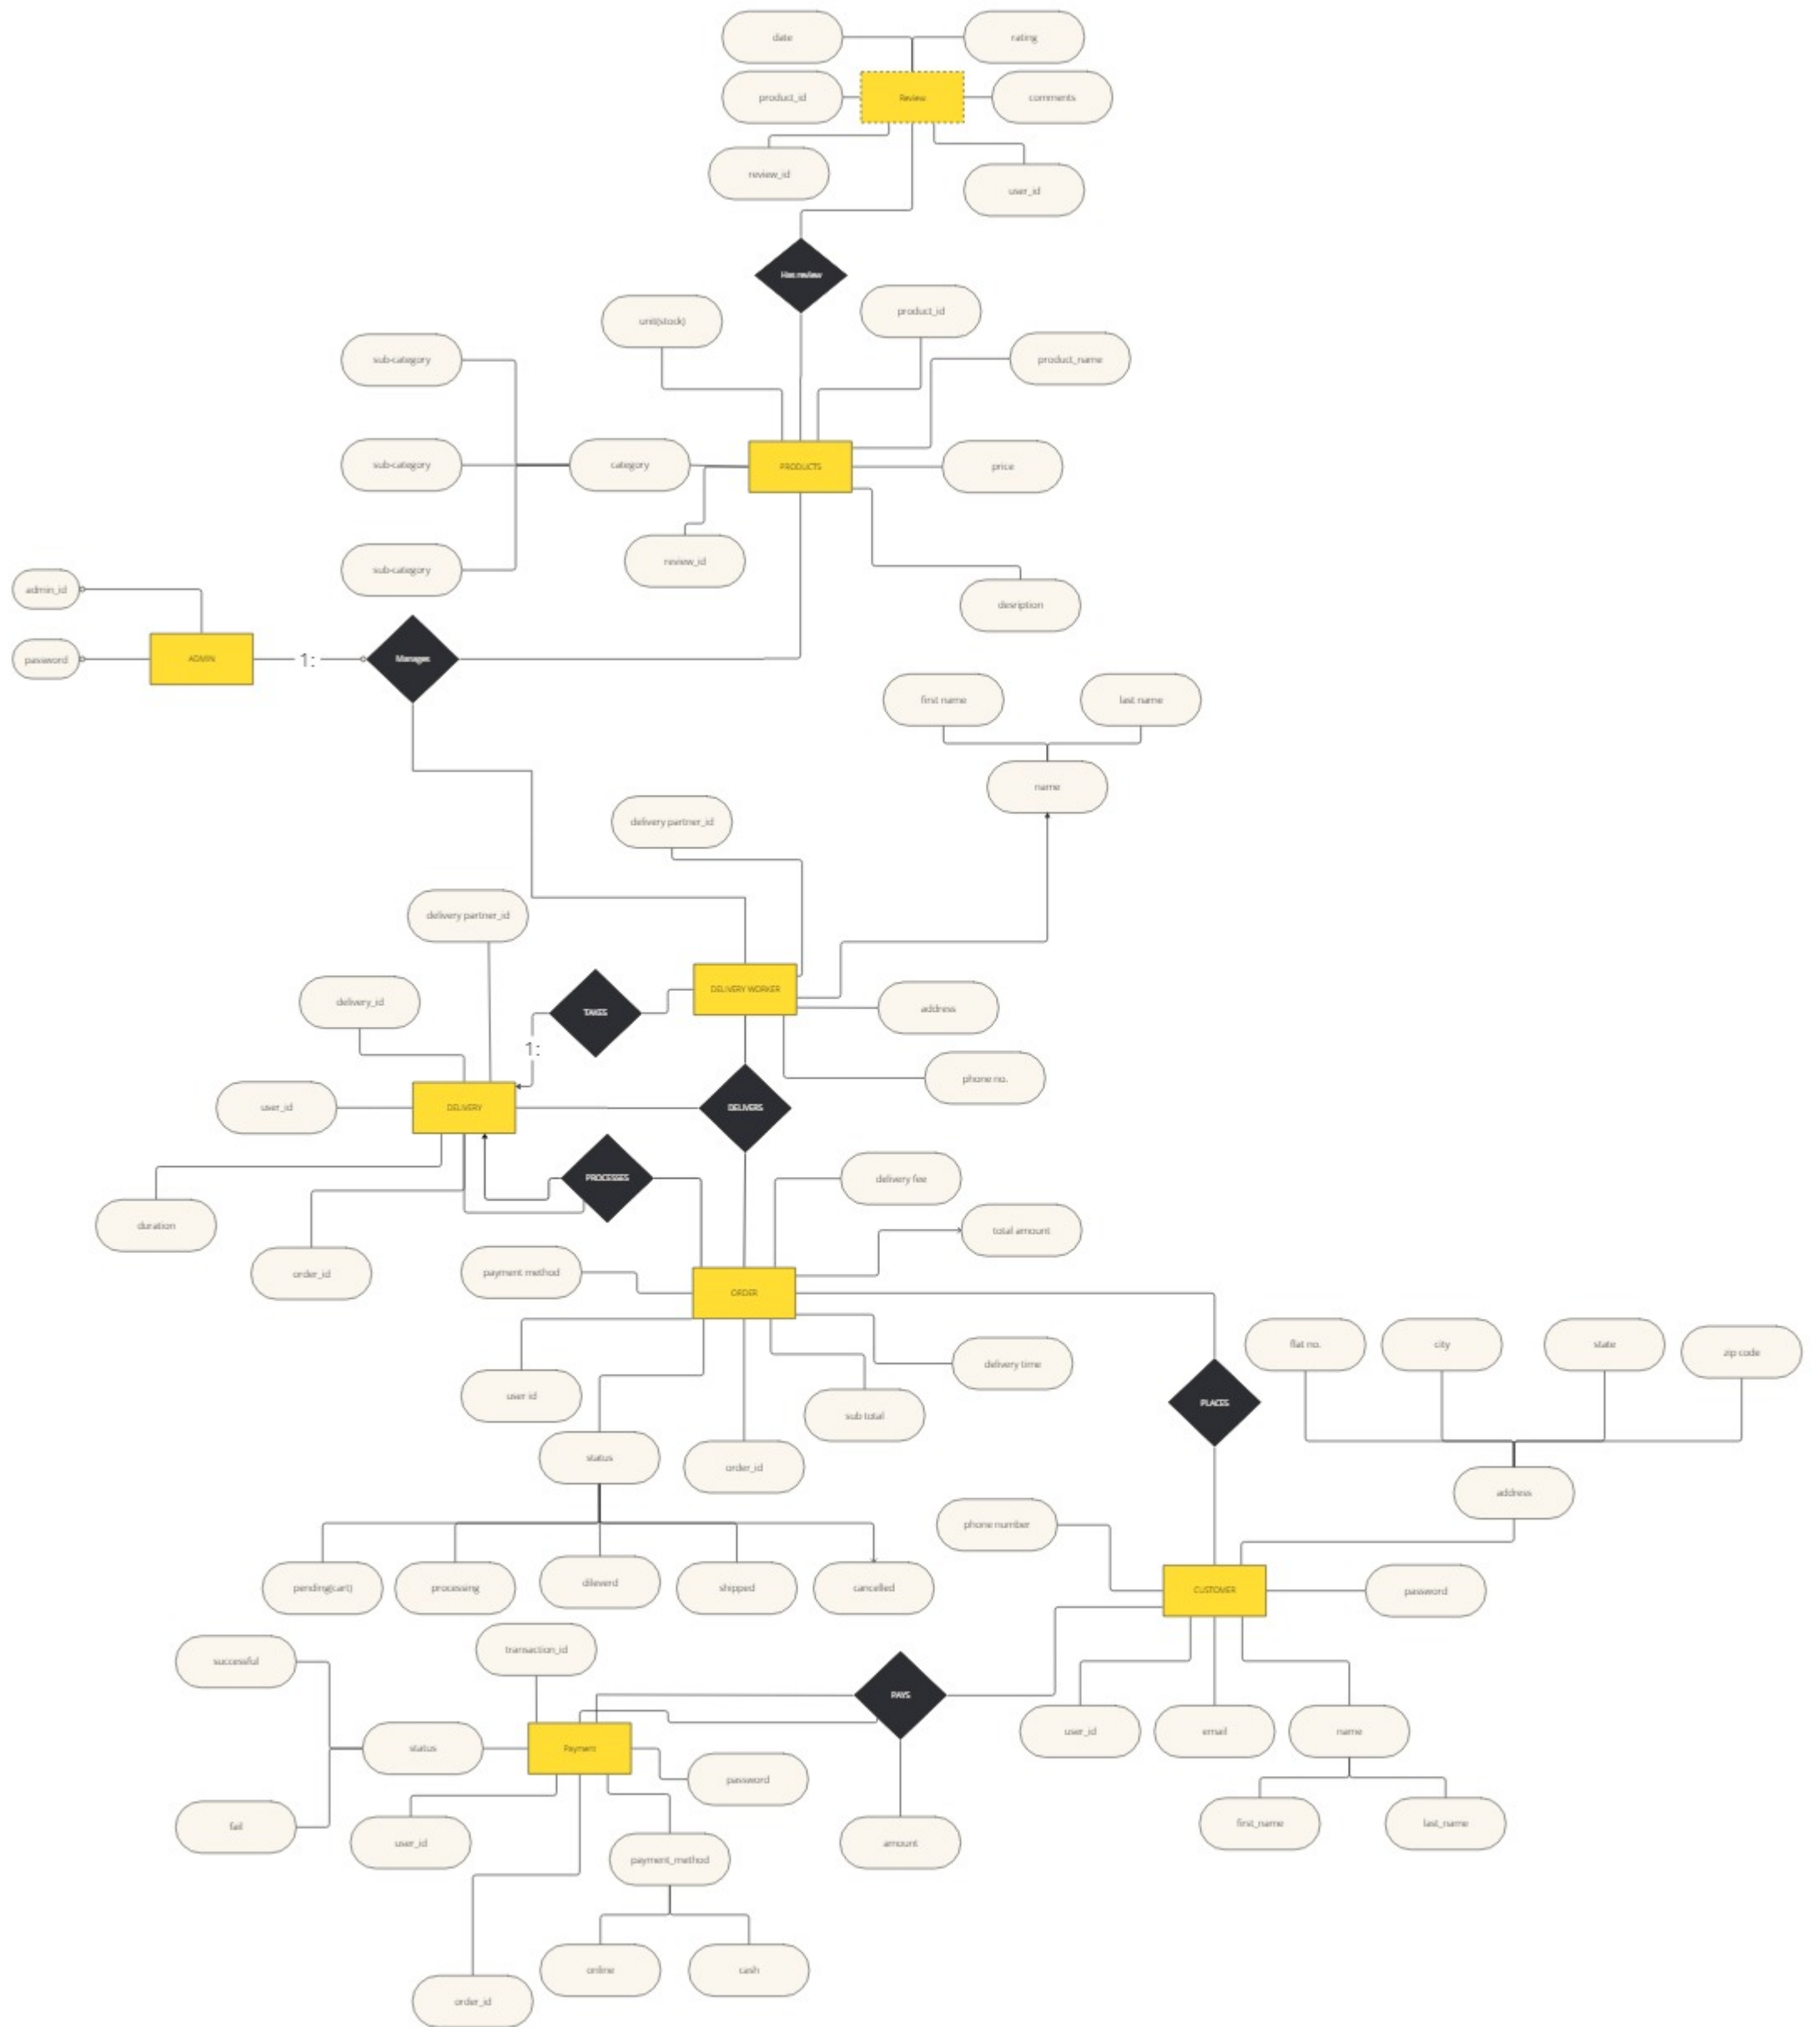 date
rating
product_id
Review
comments
review_id
user_id
Has review
unit(stock)
product_id
product_name
sub-category
sub-category
category
PRODUCTS
price
sub-category
review_id
desription
admin_id
password
ADMIN
1:
Manages
first name
last name
name
delivery partner_id
delivery partner_id
delivery_id
TAKES
DELIVERY WORKER
address
1:
phone no.
user_id
DELIVERY
DELIVERS
PROCESSES
delivery fee
duration
total amount
order_id
payment method
ORDER
flat no.
city
state
zip code
delivery time
user id
sub total
PLACES
status
order_id
address
phone number
pending(cart)
processing
dileverd
shipped
cancelled
CUSTOMER
password
successful
transaction_id
PAYS
user_id
email
name
status
Payment
password
fail
user_id
payment_method
amount
first_name
last_name
online
cash
order_id